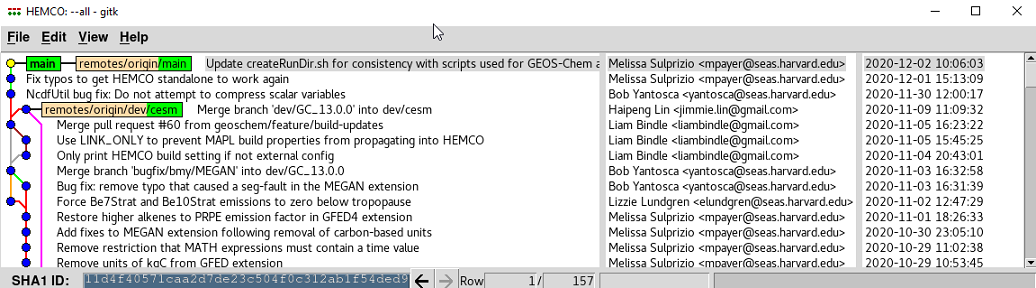 HEMCO: --all - gitk
File Edit View Help
main remotes/origin/main Update createRunDir.sh for consistency with scripts used for GEOS-Chem a Melissa Sulprizio <mpayer@seas.harvard.edu> 2020-12-02 10:06:03
Fix typos to get HEMCO standalone to work again Melissa Sulprizio <mpayer@seas.harvard.edu> 2020-12-01 15:13:09
NcdfUtil bug fix: Do not attempt to compress scalar variables Bob Yantosca <yantosca@seas.harvard.edu> 2020-11-30 12:00:17
remotes/origin/dev/cesm Merge branch 'dev/GC_13.0.0' into dev/cesm Haipeng Lin <jimmie.lin@gmail.com> 2020-11-09 11:09:32
Merge pull request #60 from geoschem/feature/build-updates Liam Bindle <liambindle@gmail.com> 2020-11-05 16:23:22
Use LINK_ONLY to prevent MAPL build properties from propagating into HEMCO Liam Bindle <liambindle@gmail.com> 2020-11-05 15:45:25
Only print HEMCO build setting if not external config Liam Bindle <liambindle@gmail.com> 2020-11-04 20:43:01
Merge branch 'bugfix/bmy/MEGAN' into dev/GC_13.0.0 Bob Yantosca <yantosca@seas.harvard.edu> 2020-11-03 16:32:58
Bug fix: remove typo that caused a seg-fault in the MEGAN extension Bob Yantosca <yantosca@seas.harvard.edu> 2020-11-03 16:31:39
Force Be7Strat and Be10Strat emissions to zero below tropopause Lizzie Lundgren <elundgren@seas.harvard.edu> 2020-11-02 12:47:29
Restore higher alkenes to PRPE emission factor in GFED4 extension Melissa Sulprizio <mpayer@seas.harvard.edu> 2020-11-01 18:26:33
Add fixes to MEGAN extension following removal of carbon-based units Melissa Sulprizio <mpayer@seas.harvard.edu> 2020-10-30 23:05:10
Remove restriction that MATH expressions must contain a time value Melissa Sulprizio <mpayer@seas.harvard.edu> 2020-10-29 11:02:38
Remove units of kgC from GFED extension Melissa Sulprizio <mpayer@seas.harvard.edu> 2020-10-29 10:53:45
SHA1 ID: 11d4f40571caa2d7de23c504f0c312ab1f54ded9 Row 1 / 157